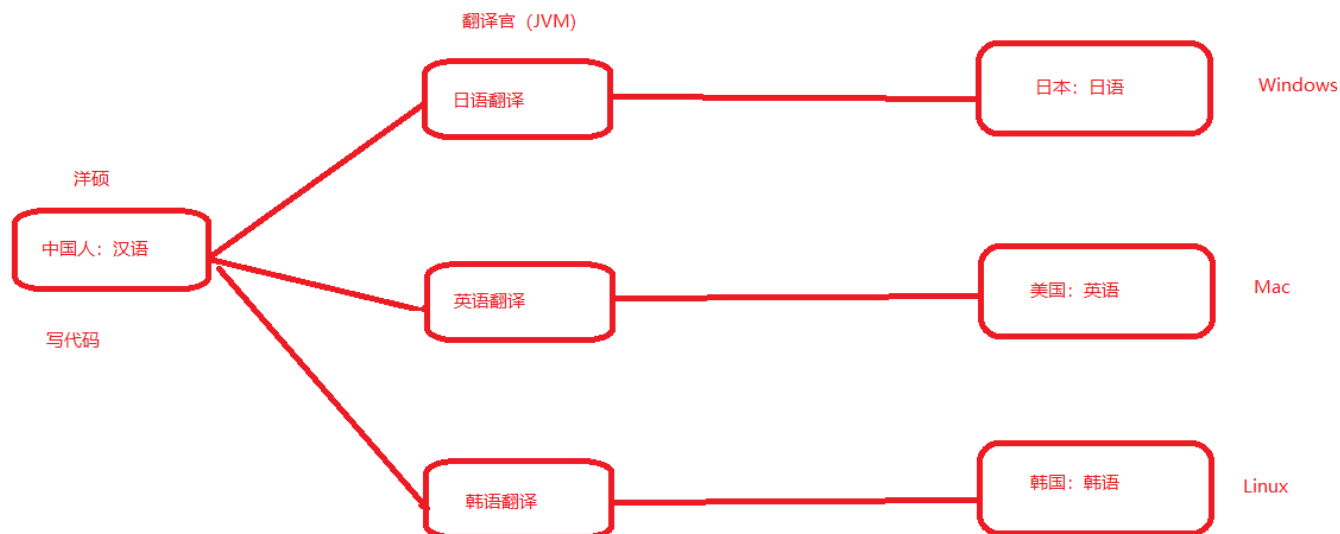 翻译官（JVM)
日语翻译
日本：日语
Windows
洋硕
中国人：汉语
英语翻译
美国：英语
Mac
写代码
韩语翻译
韩国：韩语
Linux